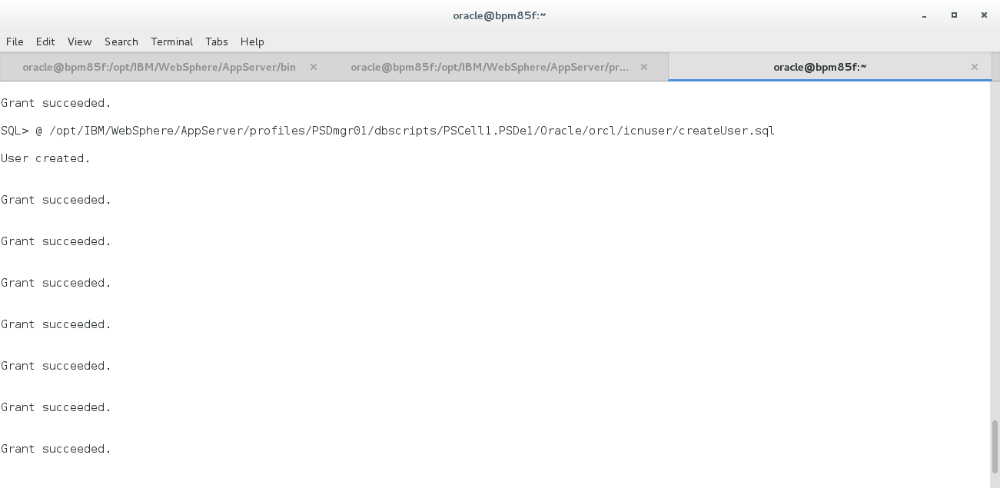 oracle@bpm85f:~
File Edit View Search Terminal Tabs Help
oracle@bpm85f:/opt/IBM/WebSphere/AppServer/bin × oracle@bpm85f:/opt/IBM/WebSphere/AppServer/pr... × oracle@bpm85f:~ ×
Grant succeeded.
SQL> @ /opt/IBM/WebSphere/AppServer/profiles/PSDmgr01/dbscripts/PSCell1.PSDe1/Oracle/orcl/icnuser/createUser.sql
User created.
Grant succeeded.
Grant succeeded.
Grant succeeded.
Grant succeeded.
Grant succeeded.
Grant succeeded.
Grant succeeded.